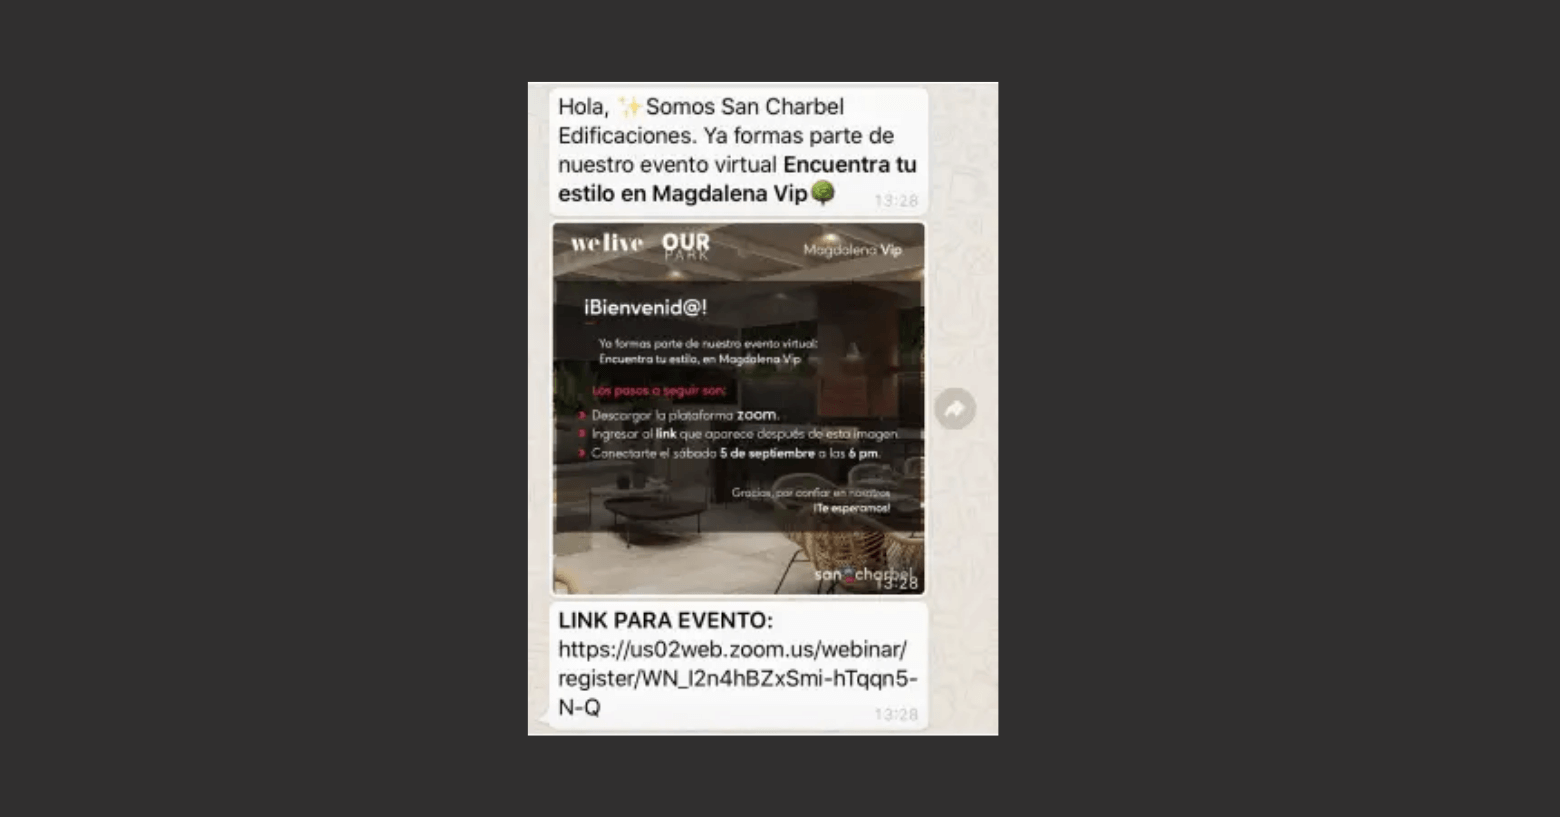 Hola, ✨Somos San Charbel
Edificaciones. Ya formas parte de
nuestro evento virtual Encuentra tu
estilo en Magdalena Vip🌳
13:28
welive OUR PARK
Magdalena Vip
¡Bienvenid@!
Ya formas parte de nuestro evento virtual:
Encuentra tu estilo, en Magdalena Vip
Los pasos a seguir son:
Descargar la plataforma zoom.
Ingresar al link que aparece después de esta imagen.
Conectarte el sábado 5 de septiembre a las 6 pm.
Gracias, por confiar en nosotros
¡Te esperamos!
san charbel
13:28
LINK PARA EVENTO:
https://us02web.zoom.us/webinar/
register/WN_I2n4hBZxSmi-hTqqn5-
N-Q
13:28